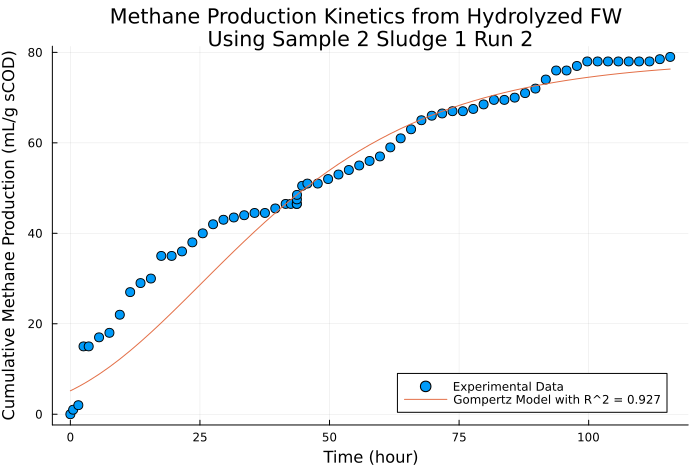 Methane Production Kinetics from Hydrolyzed FW
Using Sample 2 Sludge 1 Run 2
Cumulative Methane Production (mL/g sCOD)
80
60
40
20
0
0 25 50 75 100
Time (hour)
Experimental Data
Gompertz Model with R^2 = 0.927